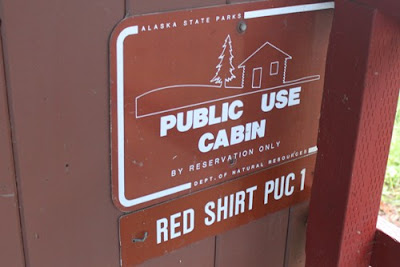 ALASKA STATE PARKS
PUBLIC USE
CABIN
BY RESERVATION ONLY
DEPT. OF NATURAL RESOURCES
RED SHIRT PUC 1